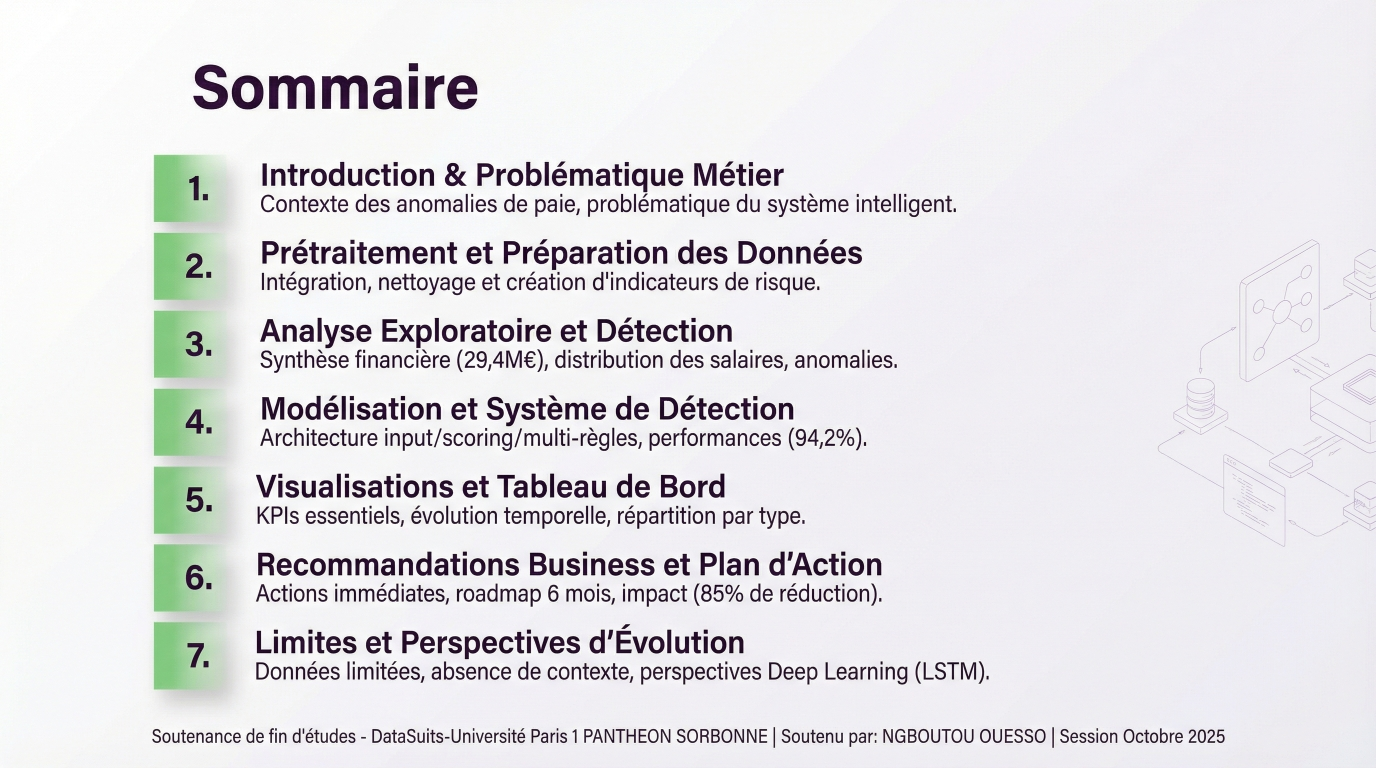 Sommaire
1.
Introduction & Problématique Métier
Contexte des anomalies de paie, problématique du système intelligent.
2.
Prétraitement et Préparation des Données
Intégration, nettoyage et création d'indicateurs de risque.
3.
Analyse Exploratoire et Détection
Synthèse financière (29,4M€), distribution des salaires, anomalies.
4.
Modélisation et Système de Détection
Architecture input/scoring/multi-règles, performances (94,2%).
5.
Visualisations et Tableau de Bord
KPIs essentiels, évolution temporelle, répartition par type.
6.
Recommandations Business et Plan d’Action
Actions immédiates, roadmap 6 mois, impact (85% de réduction).
7.
Limites et Perspectives d’Évolution
Données limitées, absence de contexte, perspectives Deep Learning (LSTM).
Soutenance de fin d'études - DataSuits-Université Paris 1 PANTHEON SORBONNE | Soutenu par: NGBOUTOU OUESSO | Session Octobre 2025